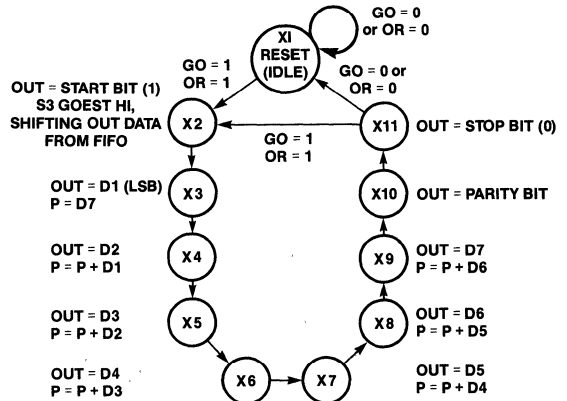 GO = 0
or OR = 0
XI
RESET
(IDLE)
GO = 1
OR = 1
GO = 0 or
OR = 0
OUT = START BIT (1)
S3 GOEST HI,
SHIFTING OUT DATA
FROM FIFO
X2
X11
OUT = STOP BIT (0)
GO = 1
OR = 1
OUT = D1 (LSB)
P = D7
X3
X10
OUT = PARITY BIT
OUT = D2
P = P + D1
X4
X9
OUT = D7
P = P + D6
OUT = D3
P = P + D2
X5
X8
OUT = D6
P = P + D5
OUT = D4
P = P + D3
X6
X7
OUT = D5
P = P + D4